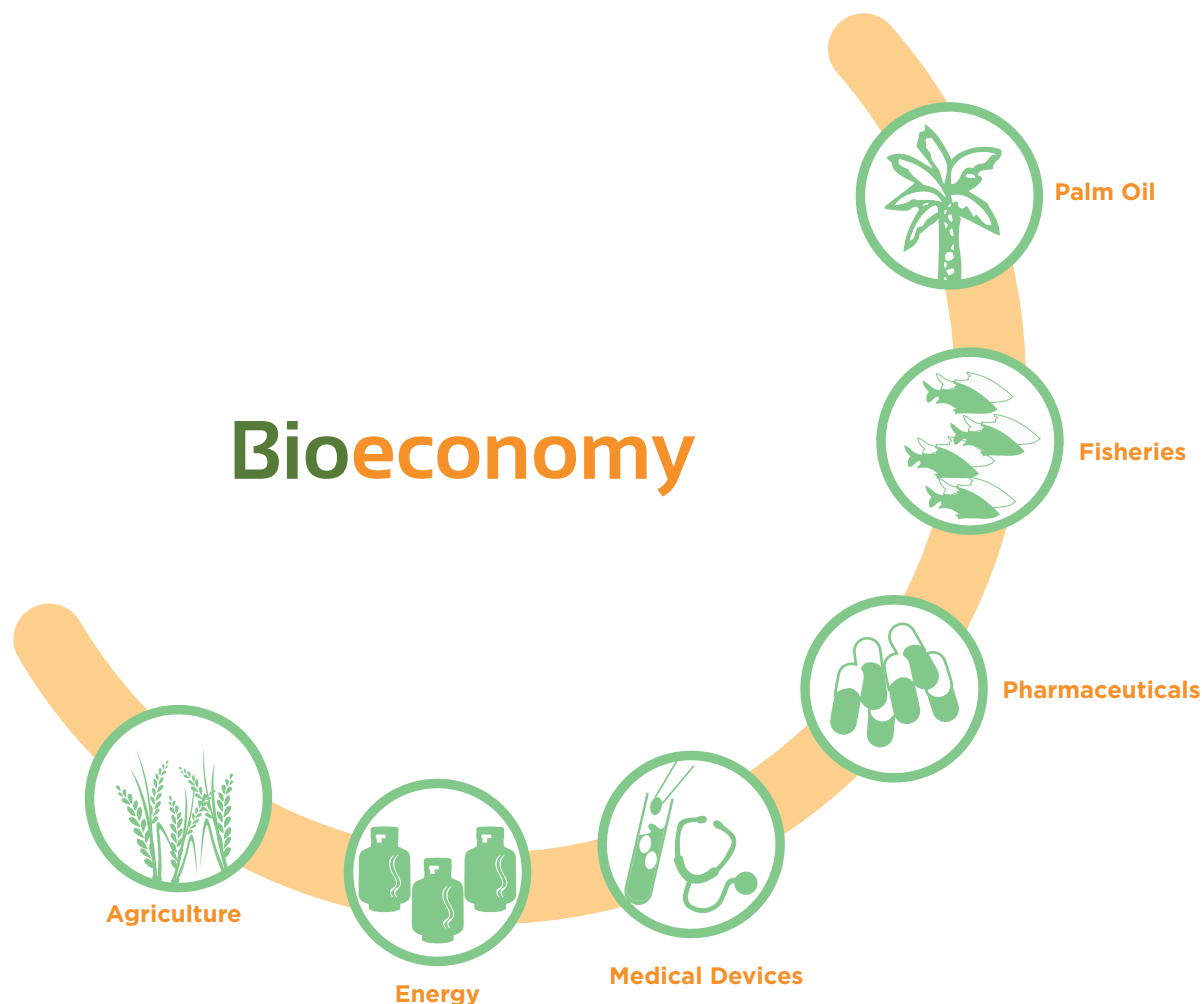 Palm Oil
Bioeconomy
Fisheries
Pharmaceuticals
Agriculture
Medical Devices
Energy